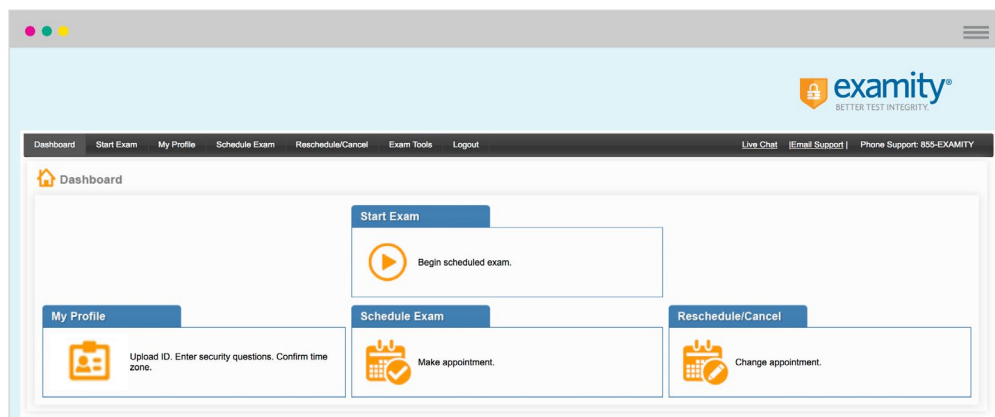 examity®
BETTER TEST INTEGRITY.
Dashboard Start Exam My Profile Schedule Exam Reschedule/Cancel Exam Tools Logout Live Chat |Email Support | Phone Support: 855-EXAMITY
Dashboard
Start Exam
Begin scheduled exam.
My Profile
Upload ID. Enter security questions. Confirm time
zone.
Schedule Exam
Make appointment.
Reschedule/Cancel
Change appointment.